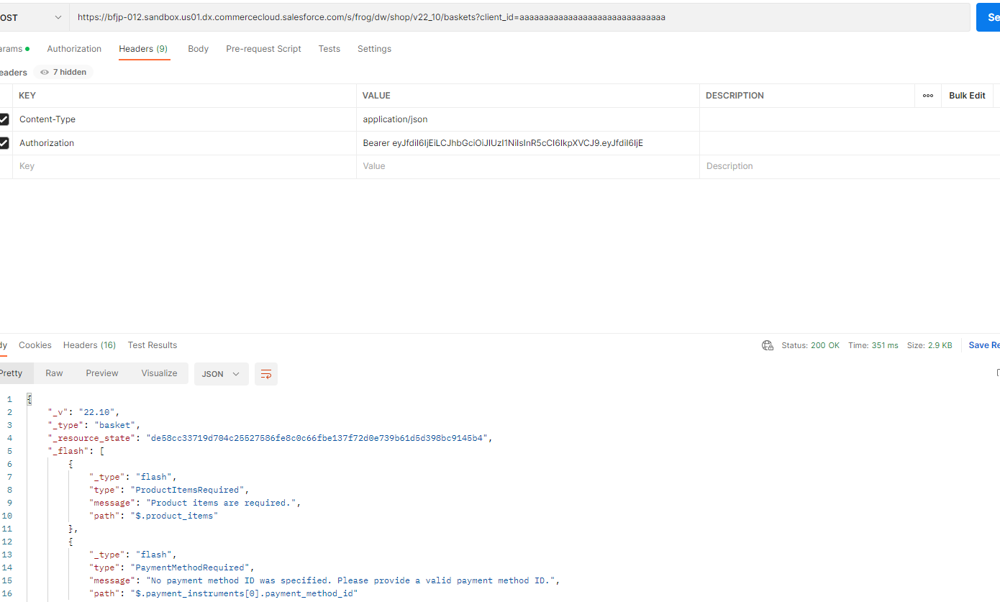 OST https://bfjp-012.sandbox.us01.dx.commercecloud.salesforce.com/s/frog/dw/shop/v22_10/baskets?client_id=aaaaaaaaaaaaaaaaaaaaaaaaaaaaaa Se
arams Authorization Headers (9) Body Pre-request Script Tests Settings
eaders 7 hidden
KEY VALUE DESCRIPTION Bulk Edit
Content-Type application/json
Authorization Bearer eyJfdiI6IjEiLCJhbGciOiJIUzI1NiIsInR5cCI6IkpXVCJ9.eyJfdiI6IjE
Key Value Description
dy Cookies Headers (16) Test Results Status: 200 OK Time: 351 ms Size: 2.9 KB Save Re
Pretty Raw Preview Visualize JSON
1 {
2 "_v": "22.10",
3 "_type": "basket",
4 "_resource_state": "de58cc33719d704c25527586fe8c0c66fbe137f72d0e739b61d5d398bc9145b4",
5 "_flash": [
6 {
7 "_type": "flash",
8 "type": "ProductItemsRequired",
9 "message": "Product items are required.",
10 "path": "$.product_items"
11 },
12 {
13 "_type": "flash",
14 "type": "PaymentMethodRequired",
15 "message": "No payment method ID was specified. Please provide a valid payment method ID.",
16 "path": "$.payment_instruments[0].payment_method_id"